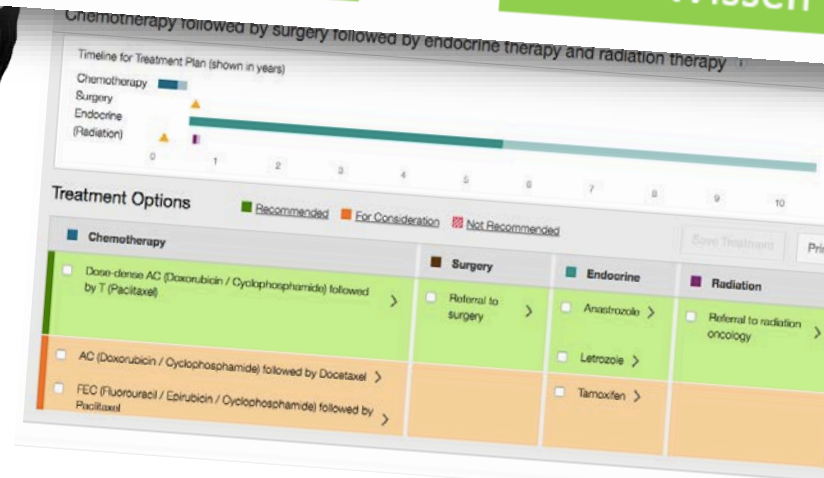 Wissen
Chemotherapy followed by surgery followed by endocrine therapy and radiation therapy
Timeline for Treatment Plan (shown in years)
Chemotherapy
Surgery
Endocrine
(Radiation)
0 1 2 3 4 5 6 7 8 9 10
Treatment Options
Recommended For Consideration Not Recommended
Save Treatment
Chemotherapy Surgery Endocrine Radiation
Dose-dense AC (Doxorubicin / Cyclophosphamide) followed
by T (Paclitaxel)
Referral to
surgery
Anastrozole
Letrozole
Referral to radiation
oncology
AC (Doxorubicin / Cyclophosphamide) followed by Docetaxel
FEC (Fluorouracil / Epirubicin / Cyclophosphamide) followed by
Paclitaxel
Tamoxifen